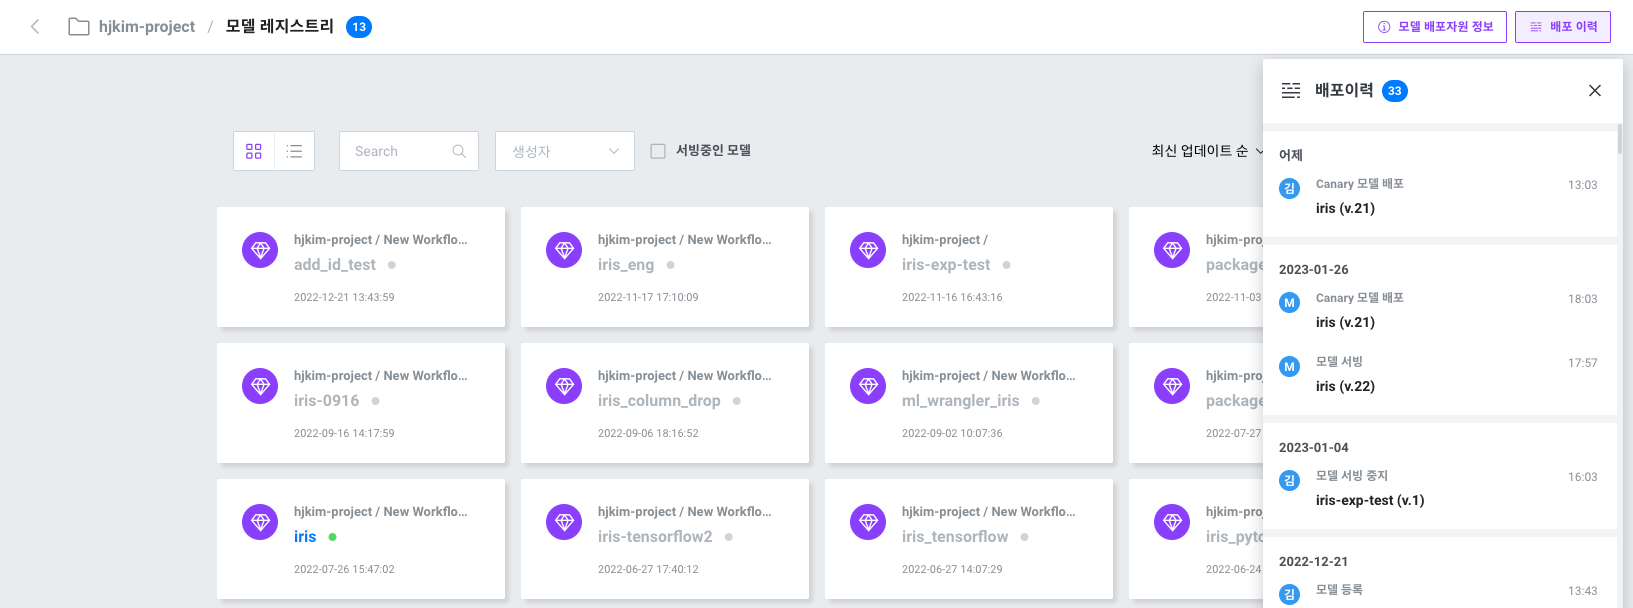 hjkim-project / 모델 레지스트리 13
모델 배포자원 정보
배포 이력
Search
생성자
서빙중인 모델
최신 업데이트 순
hjkim-project / New Workflo...
add_id_test
2022-12-21 13:43:59
hjkim-project / New Workflo...
iris_eng
2022-11-17 17:10:09
hjkim-project /
iris-exp-test
2022-11-16 16:43:16
hjkim-proj
package
2022-11-03
hjkim-project / New Workflo...
iris-0916
2022-09-16 14:17:59
hjkim-project / New Workflo...
iris_column_drop
2022-09-06 18:16:52
hjkim-project / New Workflo...
ml_wrangler_iris
2022-09-02 10:07:36
hjkim-proj
package
2022-07-27
hjkim-project / New Workflo...
iris
2022-07-26 15:47:02
hjkim-project / New Workflo...
iris-tensorflow2
2022-06-27 17:40:12
hjkim-project / New Workflo...
iris_tensorflow
2022-06-27 14:07:29
hjkim-proj
iris_pyto
2022-06-24
배포이력 33
어제
김 Canary 모델 배포 13:03
iris (v.21)
2023-01-26
M Canary 모델 배포 18:03
iris (v.21)
M 모델 서빙 17:57
iris (v.22)
2023-01-04
김 모델 서빙 중지 16:03
iris-exp-test (v.1)
2022-12-21
김 모델 등록 13:43